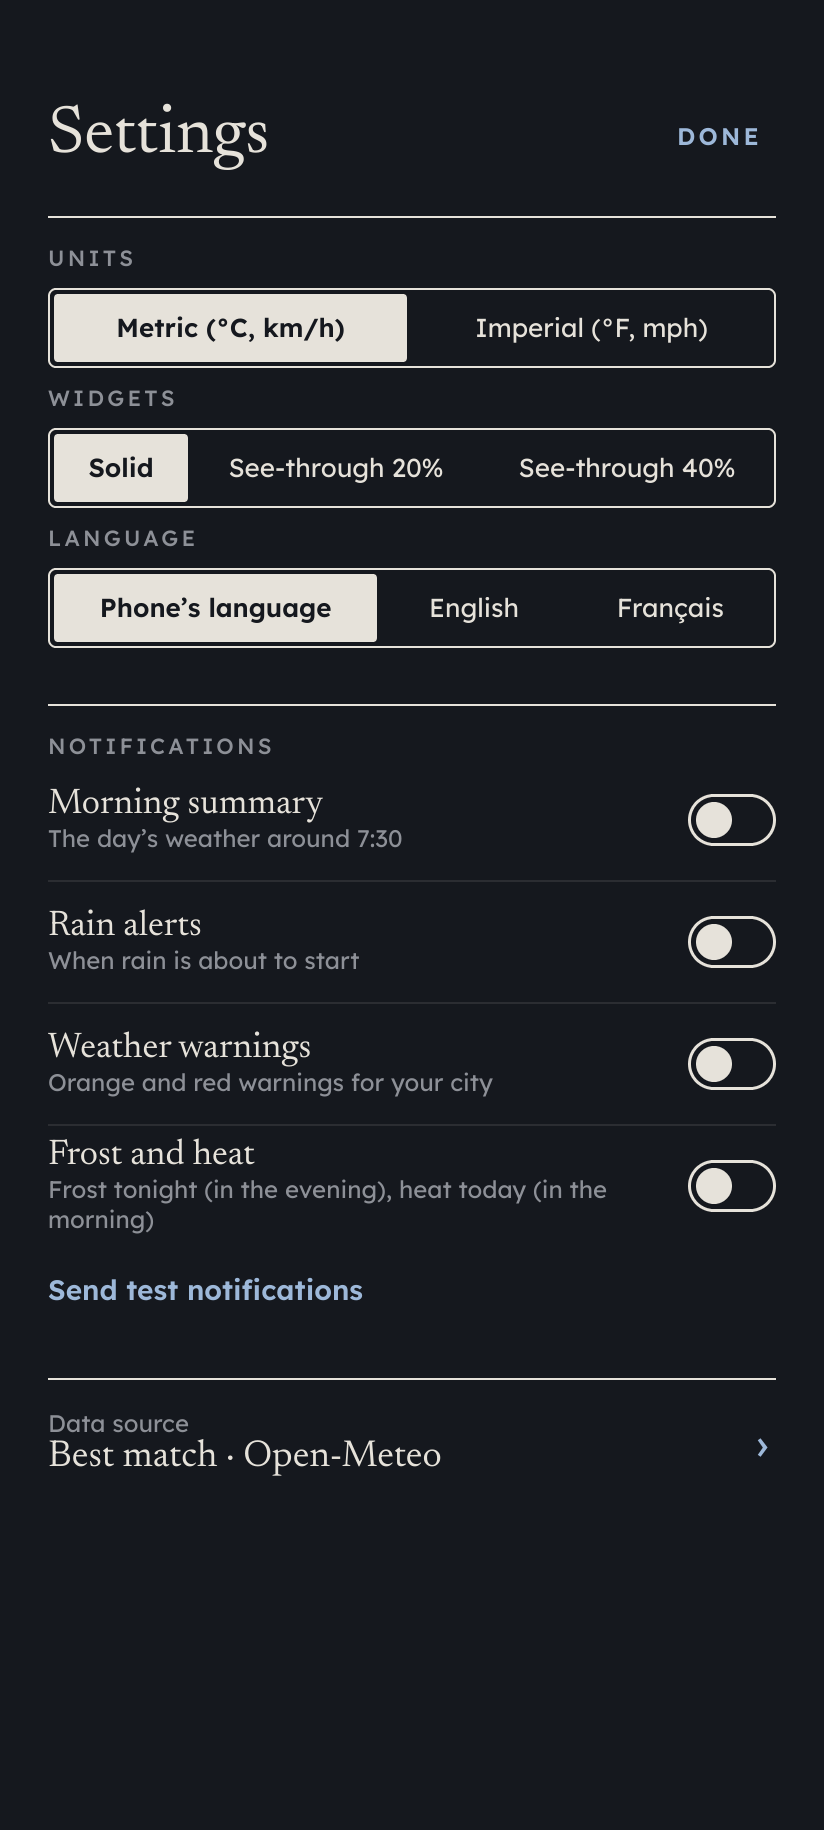 Settings
DONE
UNITS
Metric (°C, km/h)
Imperial (°F, mph)
WIDGETS
Solid
See-through 20%
See-through 40%
LANGUAGE
Phone’s language
English
Français
NOTIFICATIONS
Morning summary
The day’s weather around 7:30
Rain alerts
When rain is about to start
Weather warnings
Orange and red warnings for your city
Frost and heat
Frost tonight (in the evening), heat today (in the
morning)
Send test notifications
Data source
Best match · Open-Meteo